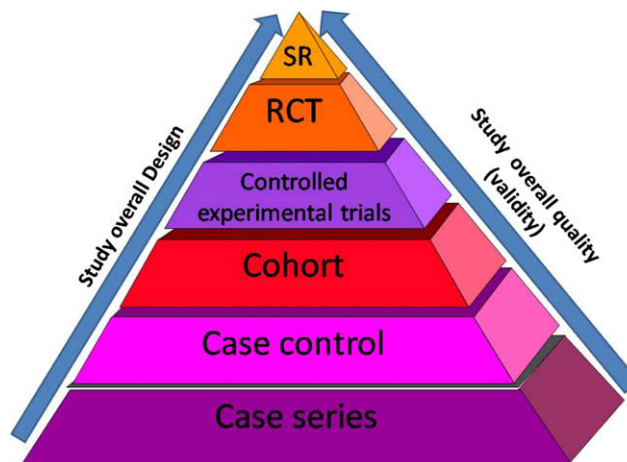 SR
RCT
Controlled
experimental trials
Cohort
Case control
Case series
Study overall Design
Study overall quality
(validity)